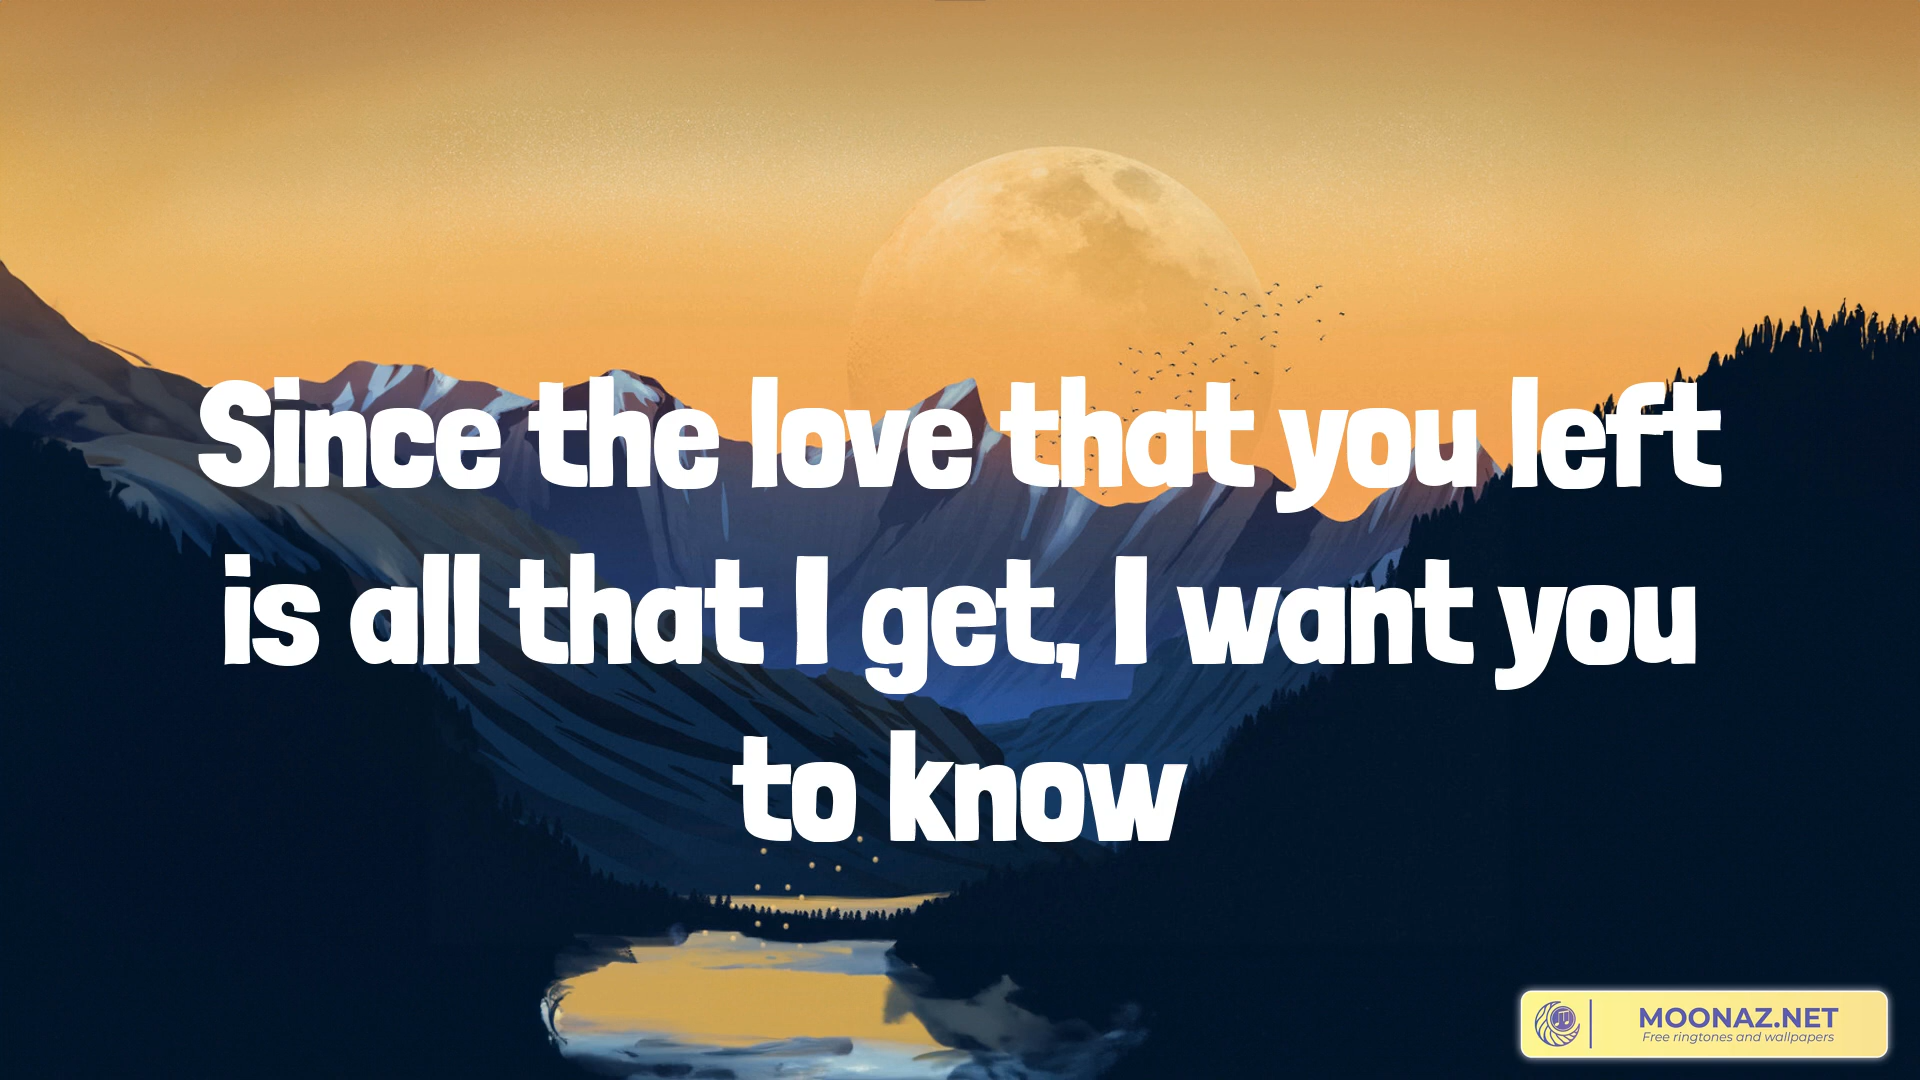 Since the love that you left
is all that I get, I want you
to know
MOONAZ.NET
Free ringtones and wallpapers